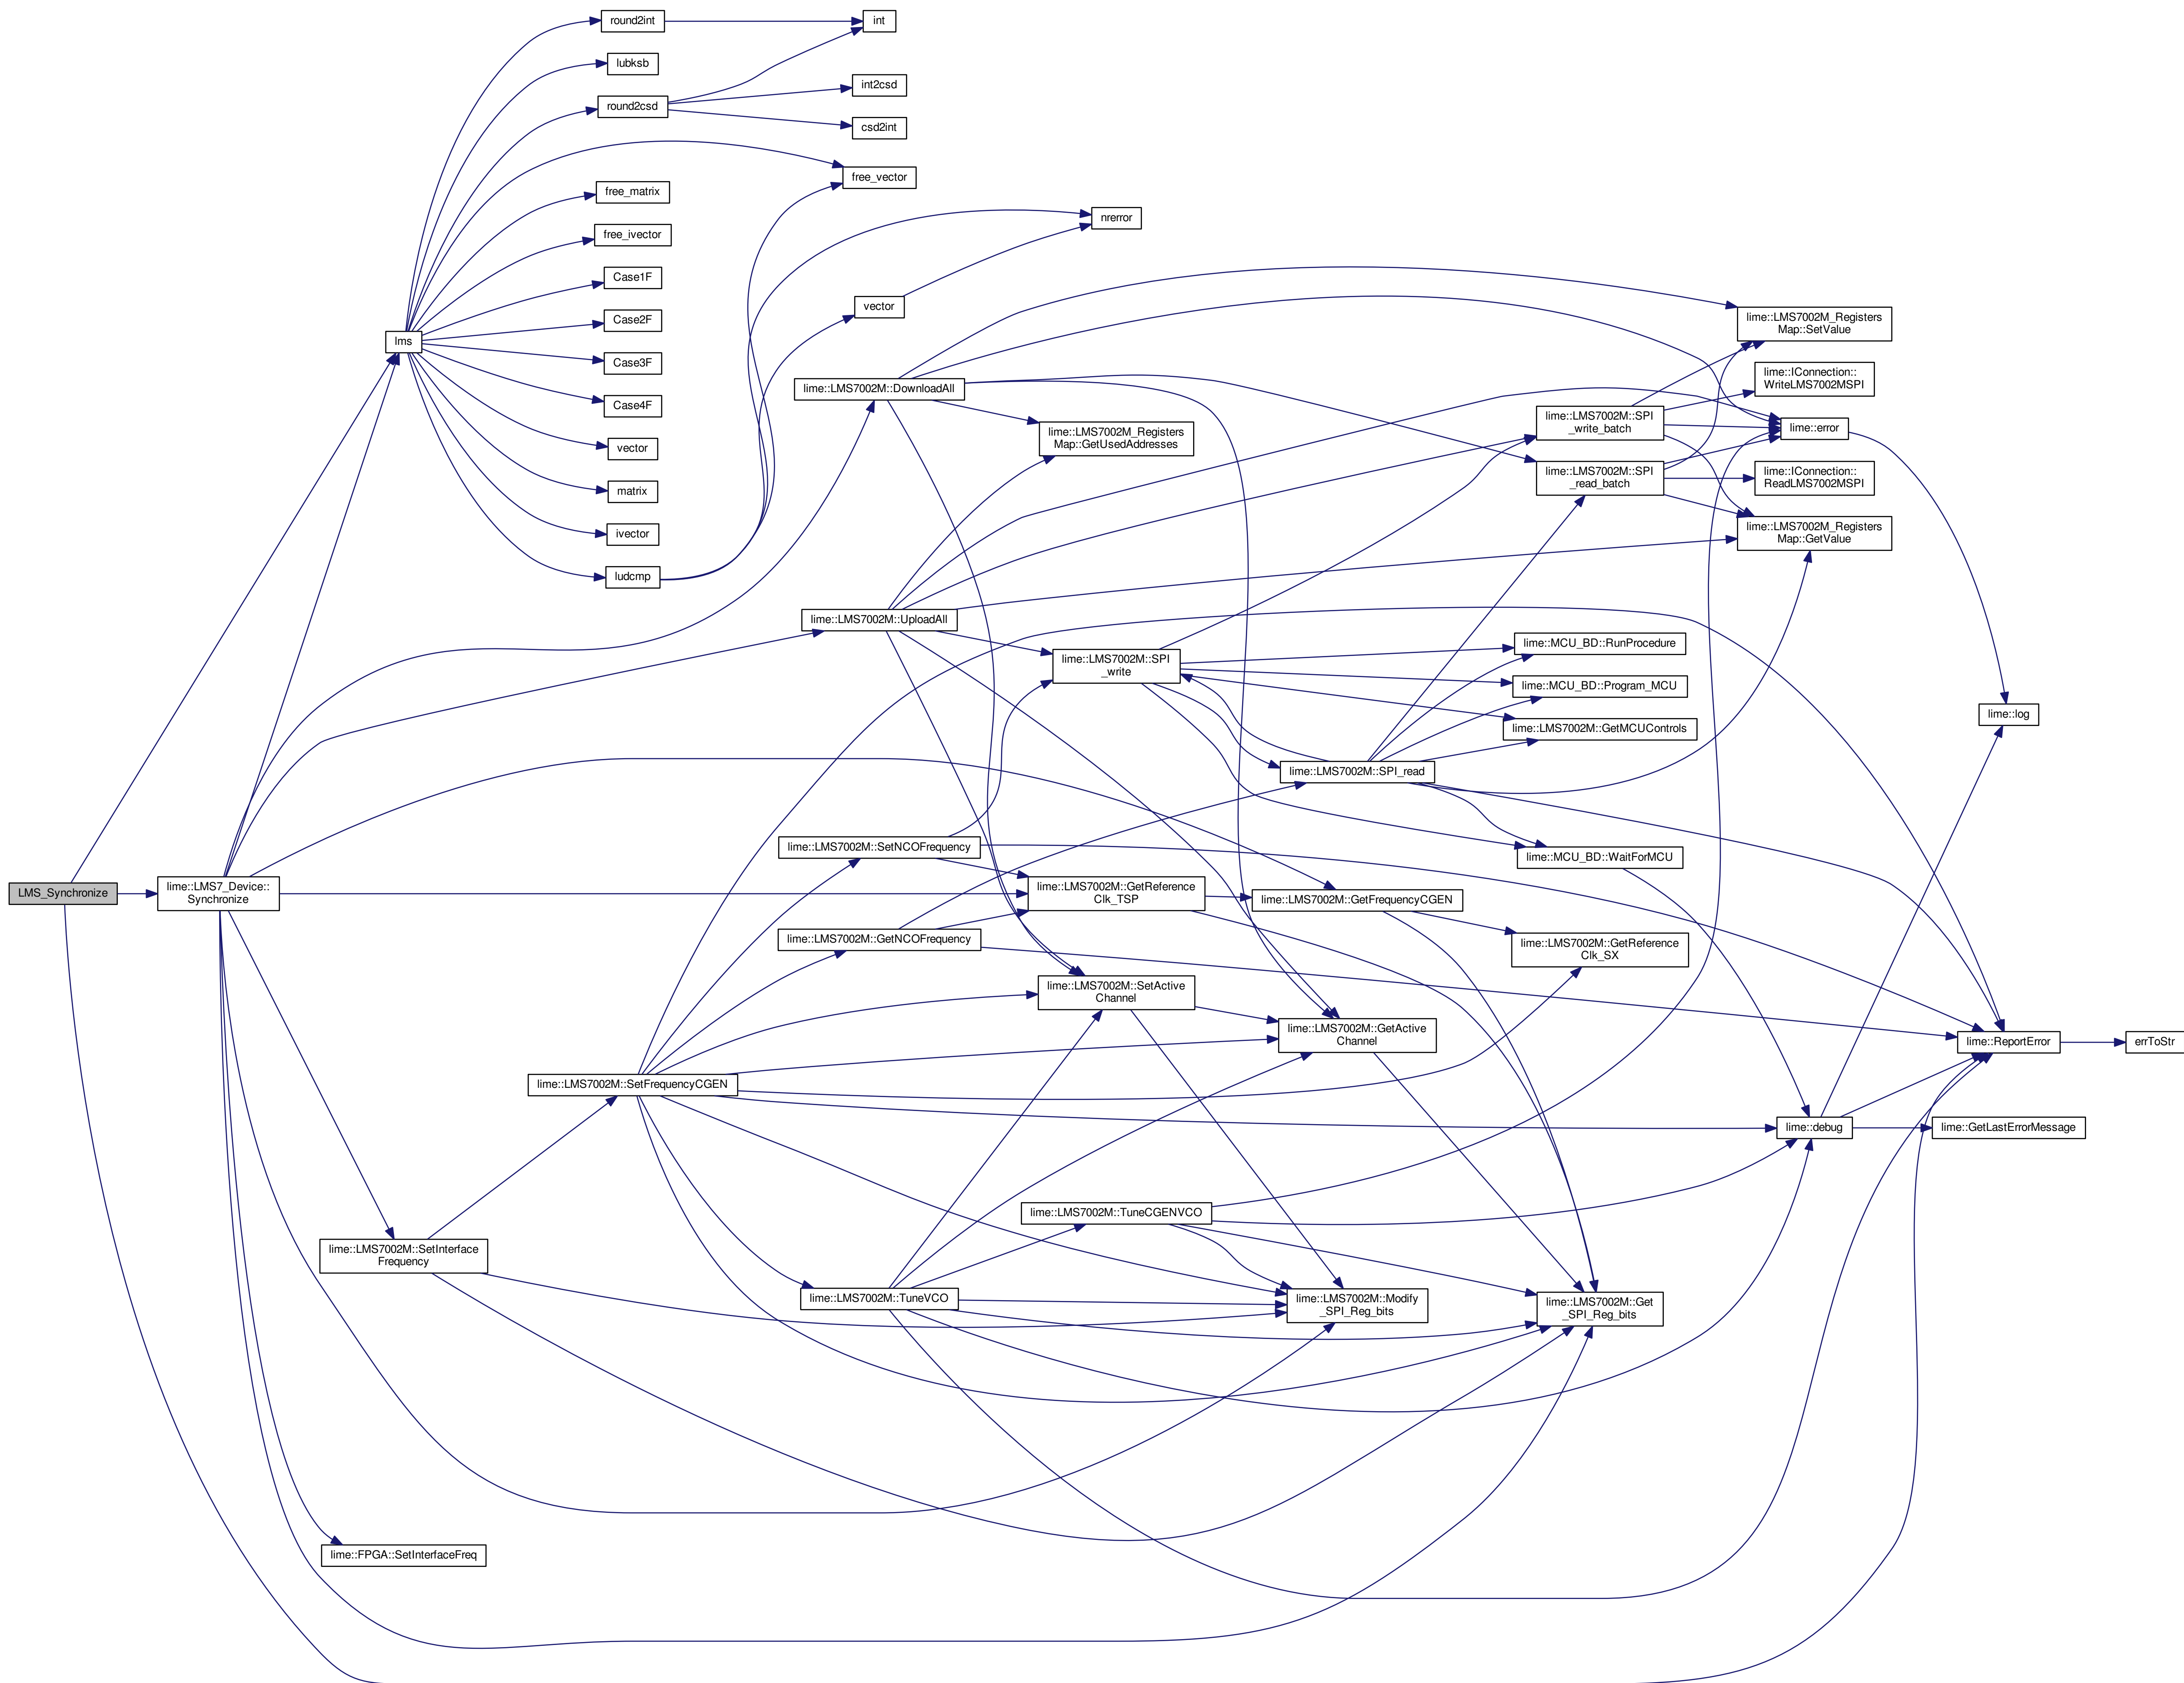 round2int
int
lubksb
int2csd
round2csd
csd2int
free_vector
free_matrix
nrerror
free_ivector
Case1F
vector
Case2F
lime::LMS7002M_Registers
Map::SetValue
lms
Case3F
lime::IConnection::
WriteLMS7002MSPI
lime::LMS7002M::DownloadAll
Case4F
lime::LMS7002M::SPI
_write_batch
lime::error
lime::LMS7002M_Registers
Map::GetUsedAddresses
vector
lime::LMS7002M::SPI
_read_batch
lime::IConnection::
ReadLMS7002MSPI
matrix
ivector
lime::LMS7002M_Registers
Map::GetValue
ludcmp
lime::LMS7002M::UploadAll
lime::MCU_BD::RunProcedure
lime::LMS7002M::SPI
_write
lime::MCU_BD::Program_MCU
lime::log
lime::LMS7002M::GetMCUControls
lime::LMS7002M::SPI_read
lime::LMS7002M::SetNCOFrequency
lime::MCU_BD::WaitForMCU
LMS_Synchronize
lime::LMS7_Device::
Synchronize
lime::LMS7002M::GetReference
Clk_TSP
lime::LMS7002M::GetFrequencyCGEN
lime::LMS7002M::GetNCOFrequency
lime::LMS7002M::GetReference
Clk_SX
lime::LMS7002M::SetActive
Channel
lime::LMS7002M::GetActive
Channel
lime::ReportError
errToStr
lime::LMS7002M::SetFrequencyCGEN
lime::debug
lime::GetLastErrorMessage
lime::LMS7002M::TuneCGENVCO
lime::LMS7002M::SetInterface
Frequency
lime::LMS7002M::TuneVCO
lime::LMS7002M::Modify
_SPI_Reg_bits
lime::LMS7002M::Get
_SPI_Reg_bits
lime::FPGA::SetInterfaceFreq